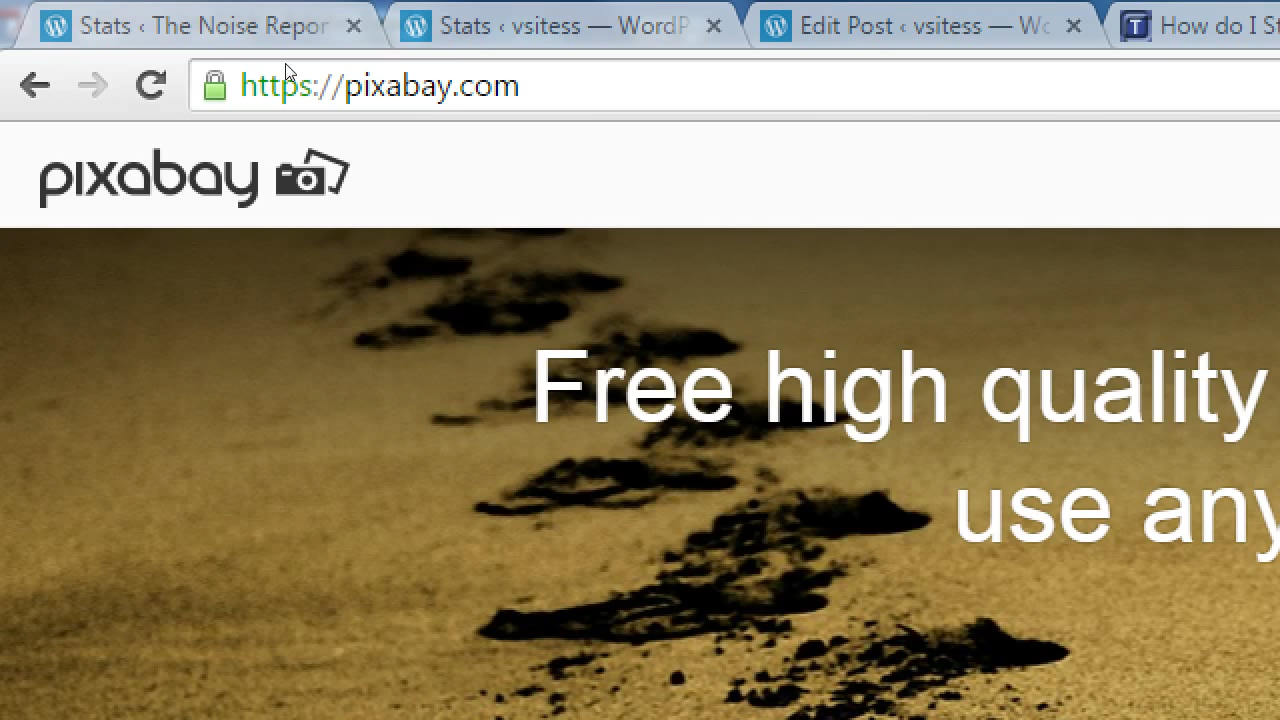 Stats ‹ The Noise Repor
Stats ‹ vsitess — WordP
Edit Post ‹ vsitess — Wo
T
How do I St
https://pixabay.com
pixabay
Free high quality
use any